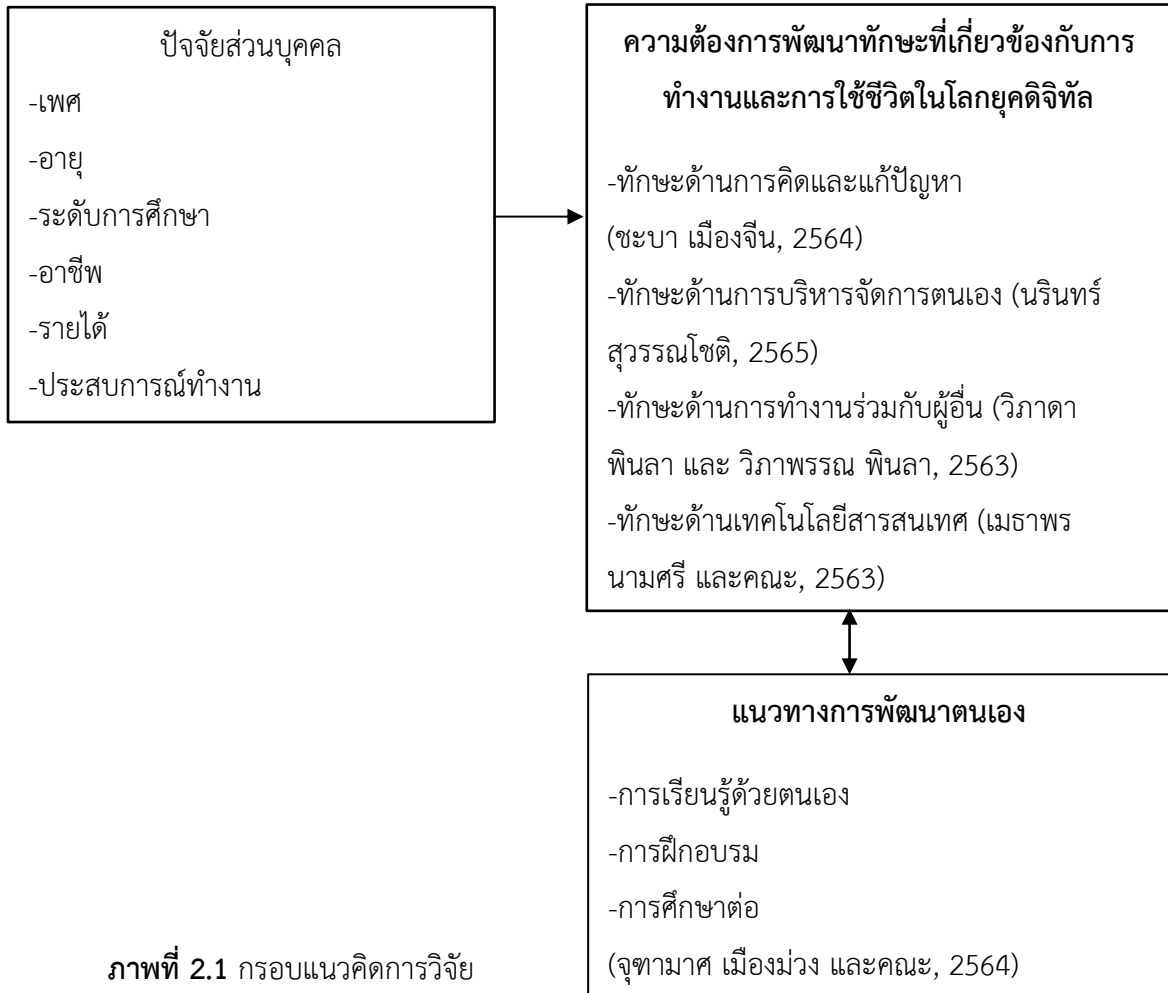 ปัจจัยส่วนบุคคล
-เพศ
-อายุ
-ระดับการศึกษา
-อาชีพ
-รายได้
-ประสบการณ์ทำงาน
ความต้องการพัฒนาทักษะที่เกี่ยวข้องกับการ
ทำงานและการใช้ชีวิตในโลกยุคดิจิทัล
-ทักษะด้านการคิดและแก้ปัญหา
(ชะบา เมืองจีน, 2564)
-ทักษะด้านการบริหารจัดการตนเอง (นรินทร์
สุวรรณโชติ, 2565)
-ทักษะด้านการทำงานร่วมกับผู้อื่น (วิภาดา
พินลา และ วิภาพรรณ พินลา, 2563)
-ทักษะด้านเทคโนโลยีสารสนเทศ (เมธาพร
นามศรี และคณะ, 2563)
แนวทางการพัฒนาตนเอง
-การเรียนรู้ด้วยตนเอง
-การฝึกอบรม
-การศึกษาต่อ
(จุฑามาศ เมืองม่วง และคณะ, 2564)
ภาพที่ 2.1 กรอบแนวคิดการวิจัย